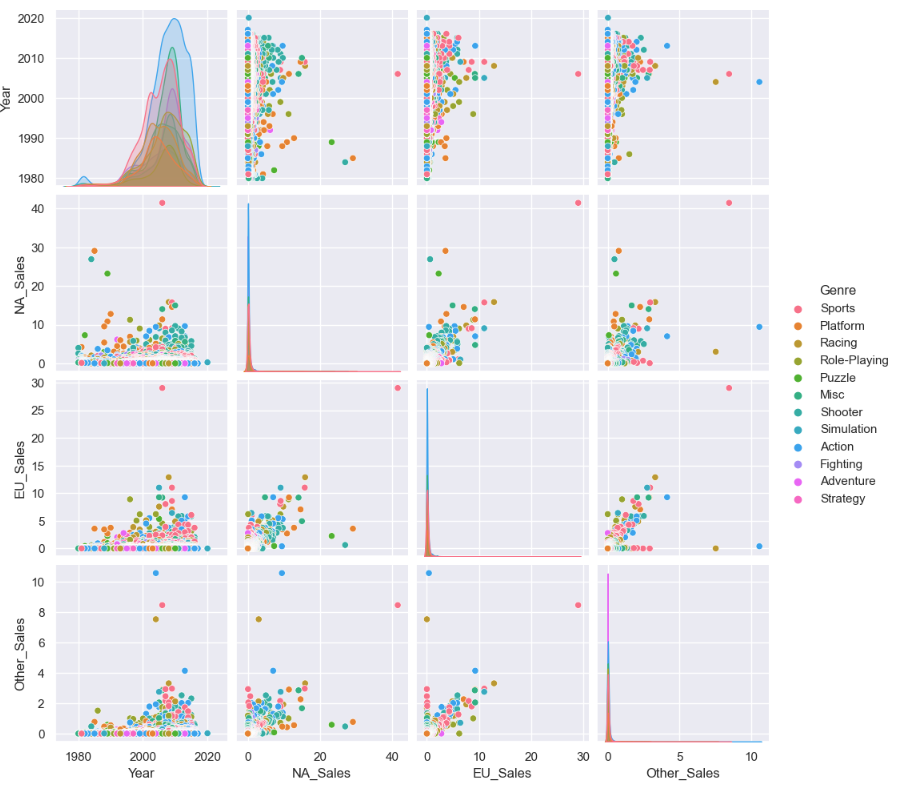 2020
2010
2000
1990
1980
Year
40
30
20
10
0
NA_Sales
30
25
20
15
10
5
0
EU_Sales
10
8
6
4
2
0
Other_Sales
1980 2000 2020
Year
0 20 40
NA_Sales
0 10 20 30
EU_Sales
0 5 10
Other_Sales
Genre
Sports
Platform
Racing
Role-Playing
Puzzle
Misc
Shooter
Simulation
Action
Fighting
Adventure
Strategy